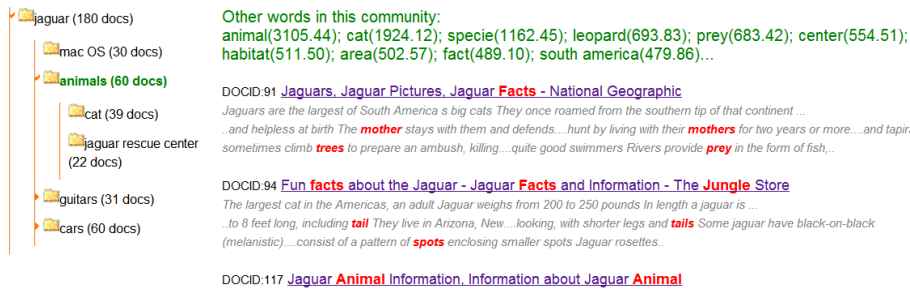 jaguar (180 docs)
mac OS (30 docs)
animals (60 docs)
cat (39 docs)
jaguar rescue center
(22 docs)
guitars (31 docs)
cars (60 docs)
Other words in this community:
animal(3105.44); cat(1924.12); specie(1162.45); leopard(693.83); prey(683.42); center(554.51);
habitat(511.50); area(502.57); fact(489.10); south america(479.86)...
DOCID:91 Jaguars, Jaguar Pictures, Jaguar Facts - National Geographic
Jaguars are the largest of South America s big cats They once roamed from the southern tip of that continent ...
..and helpless at birth The mother stays with them and defends....hunt by living with their mothers for two years or more....and tapirs
sometimes climb trees to prepare an ambush, killing....quite good swimmers Rivers provide prey in the form of fish,..
DOCID:94 Fun facts about the Jaguar - Jaguar Facts and Information - The Jungle Store
The largest cat in the Americas, an adult Jaguar weighs from 200 to 250 pounds In length a jaguar is ...
..to 8 feet long, including tail They live in Arizona, New....looking, with shorter legs and tails Some jaguar have black-on-black
(melanistic)....consist of a pattern of spots enclosing smaller spots Jaguar rosettes..
DOCID:117 Jaguar Animal Information, Information about Jaguar Animal